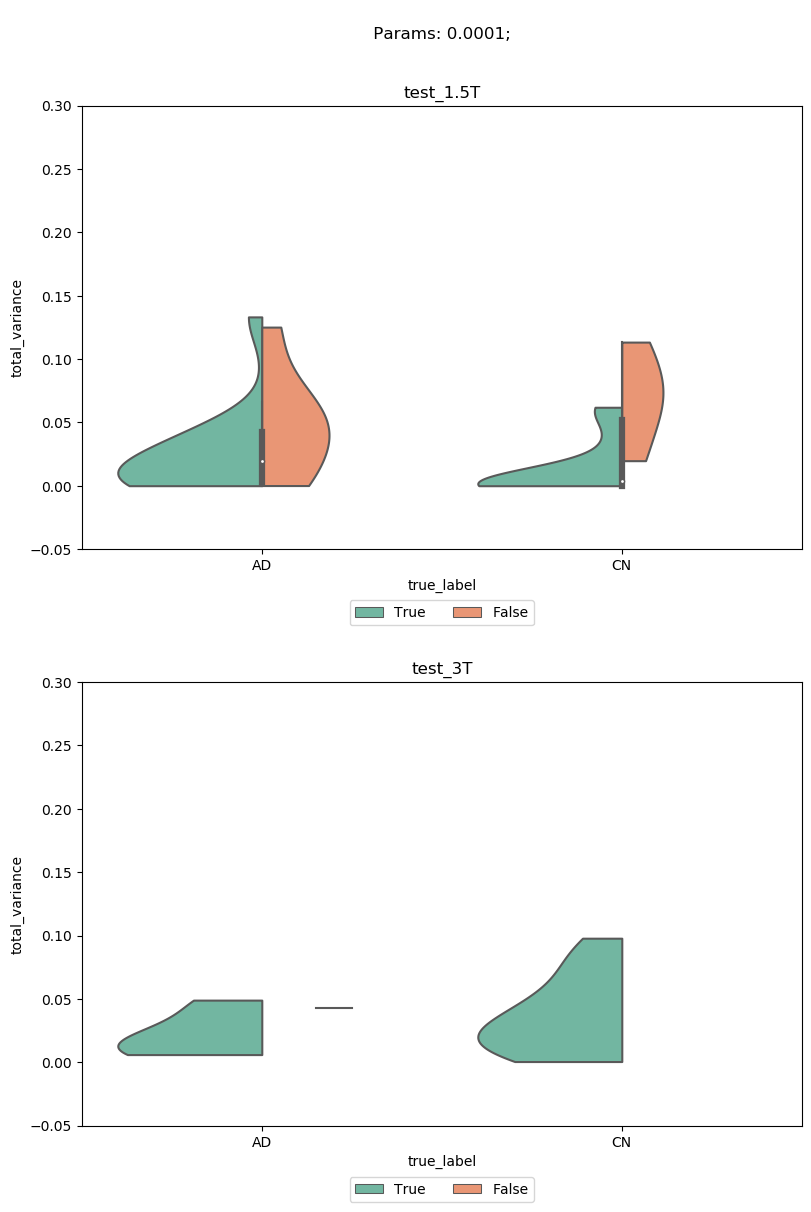 Params: 0.0001;
test_1.5T
0.30
0.25
0.20
0.15
0.10
0.05
0.00
−0.05
total_variance
AD CN
true_label
True False
test_3T
0.30
0.25
0.20
0.15
0.10
0.05
0.00
−0.05
total_variance
AD CN
true_label
True False